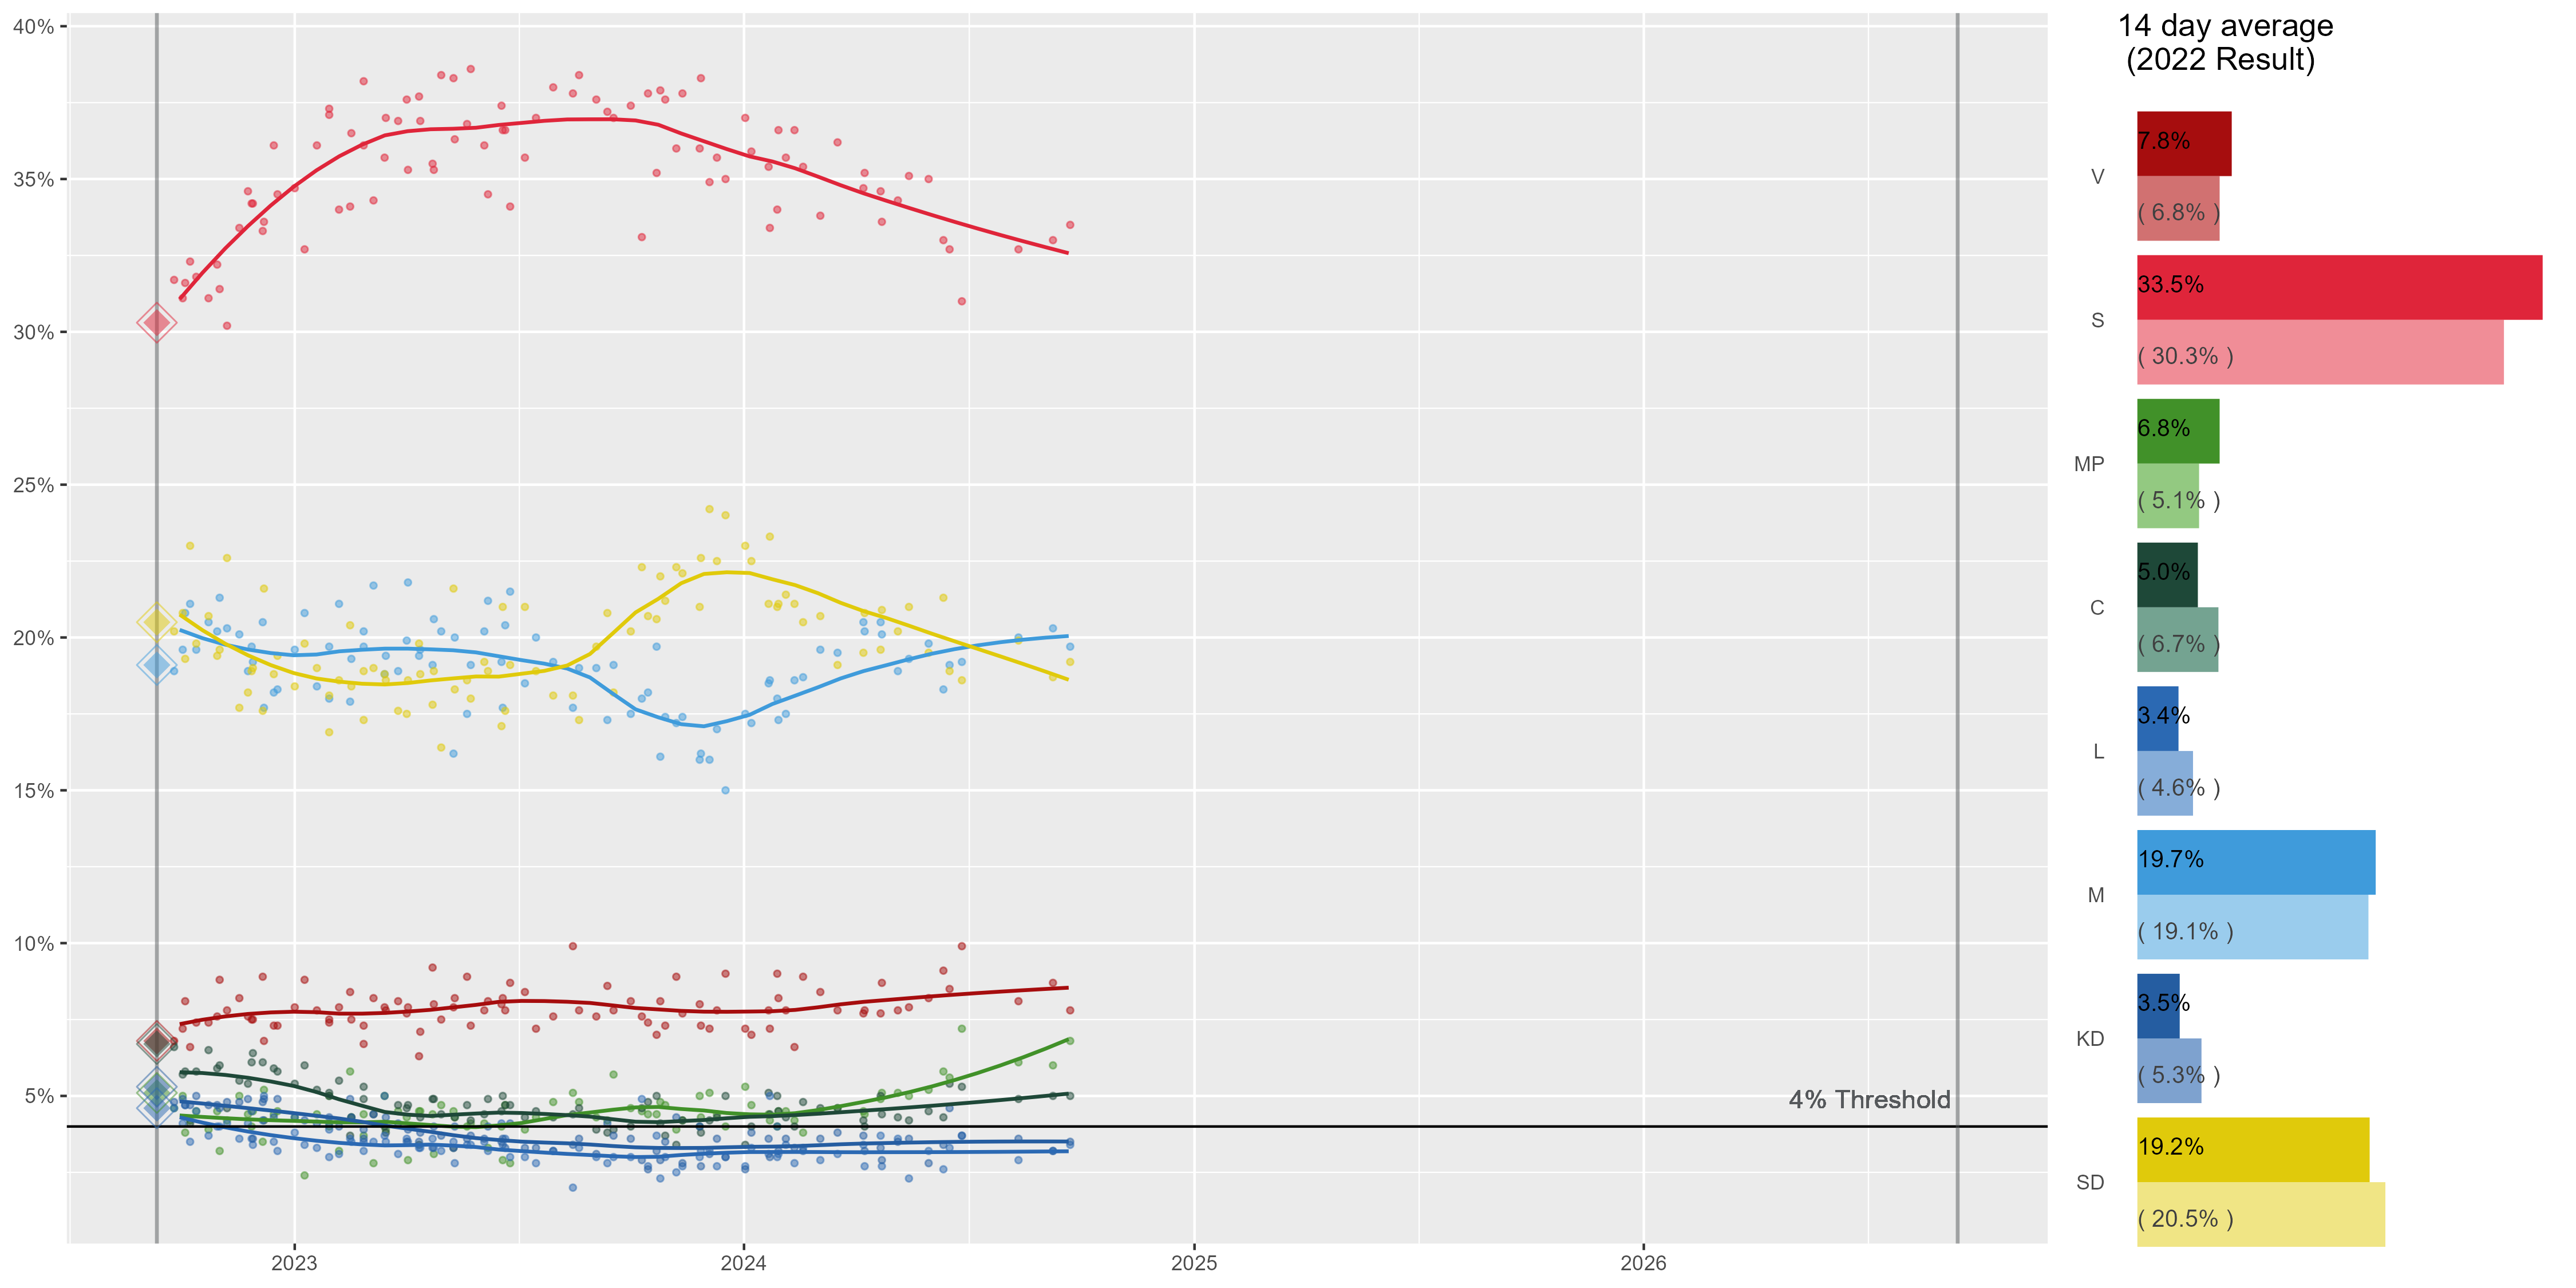 40%
35%
30%
25%
20%
15%
10%
5%
4% Threshold
2023
2024
2025
2026
14 day average
(2022 Result)
V
7.8%
( 6.8% )
S
33.5%
( 30.3% )
MP
6.8%
( 5.1% )
C
5.0%
( 6.7% )
L
3.4%
( 4.6% )
M
19.7%
( 19.1% )
KD
3.5%
( 5.3% )
SD
19.2%
( 20.5% )